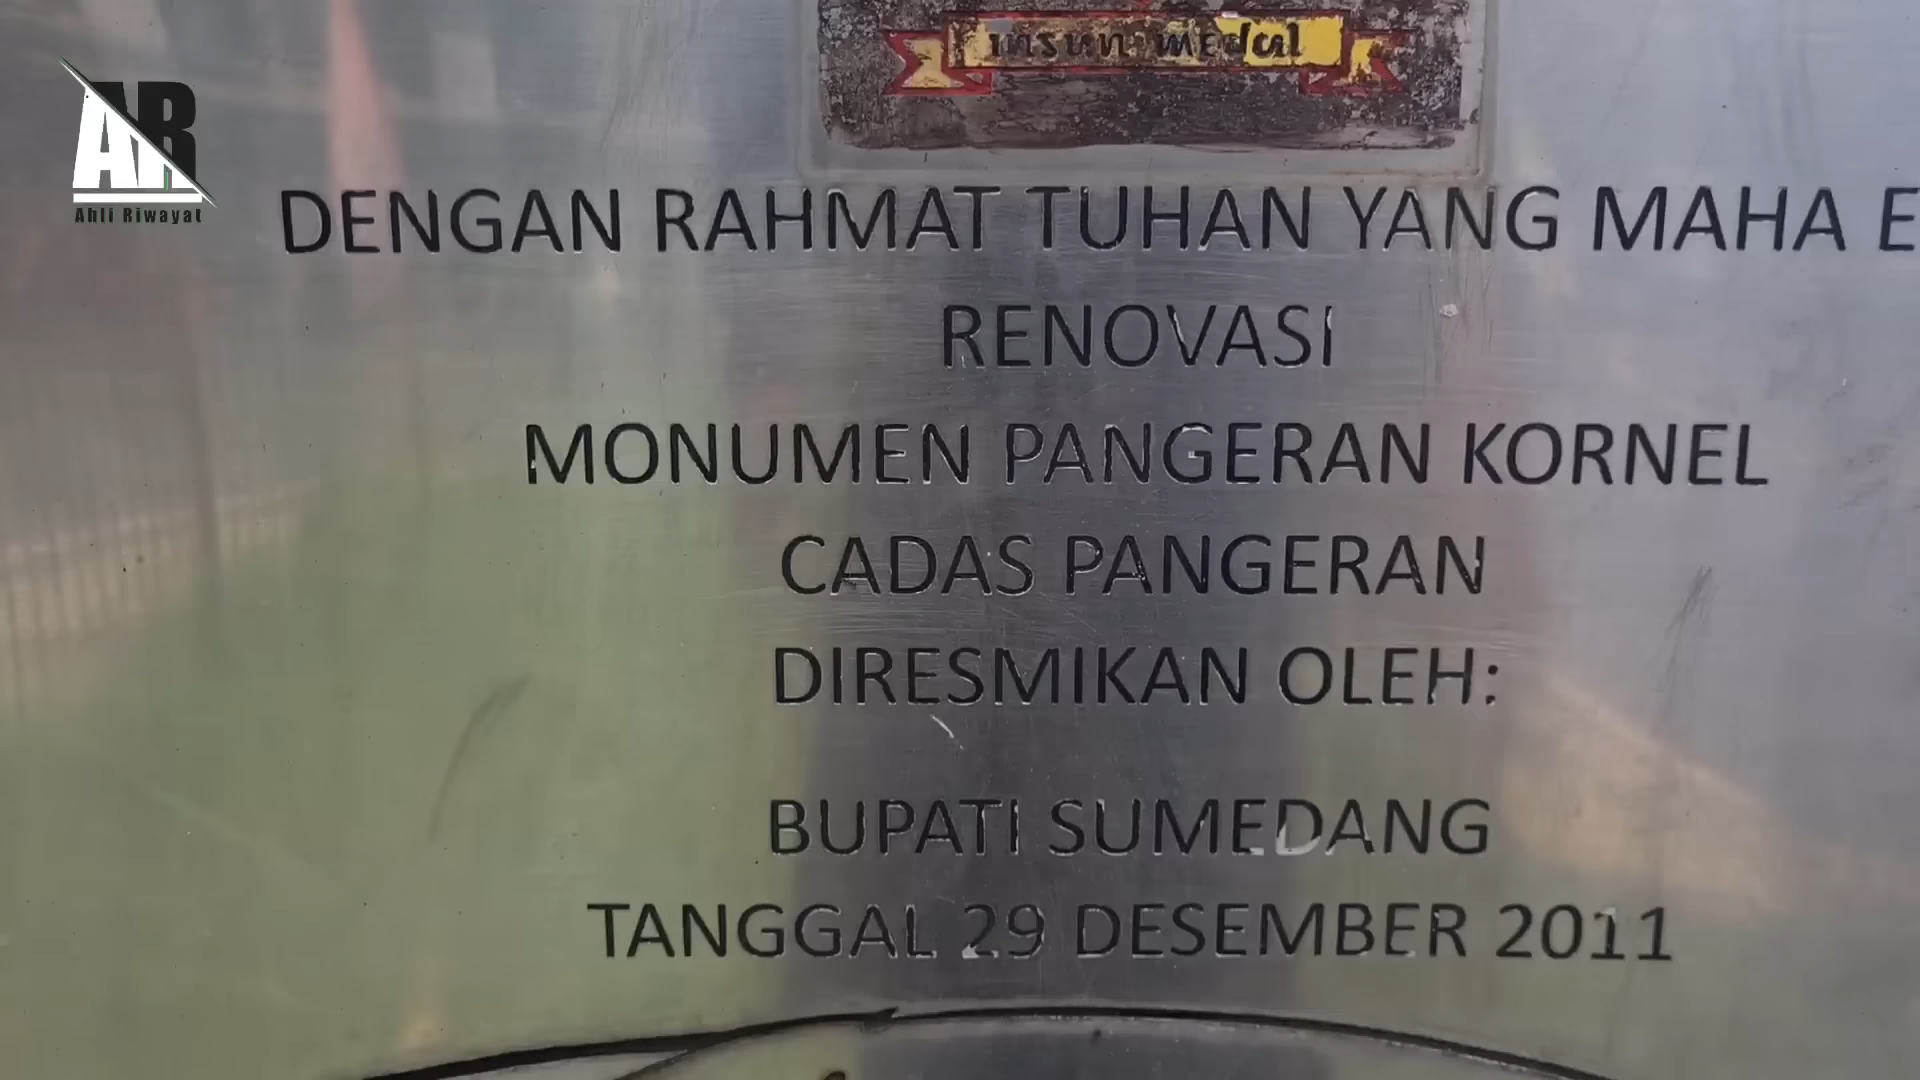 insun medal
AR
Ahli Riwayat
DENGAN RAHMAT TUHAN YANG MAHA E
RENOVASI
MONUMEN PANGERAN KORNEL
CADAS PANGERAN
DIRESMIKAN OLEH:
BUPATI SUMEDANG
TANGGAL 29 DESEMBER 2011